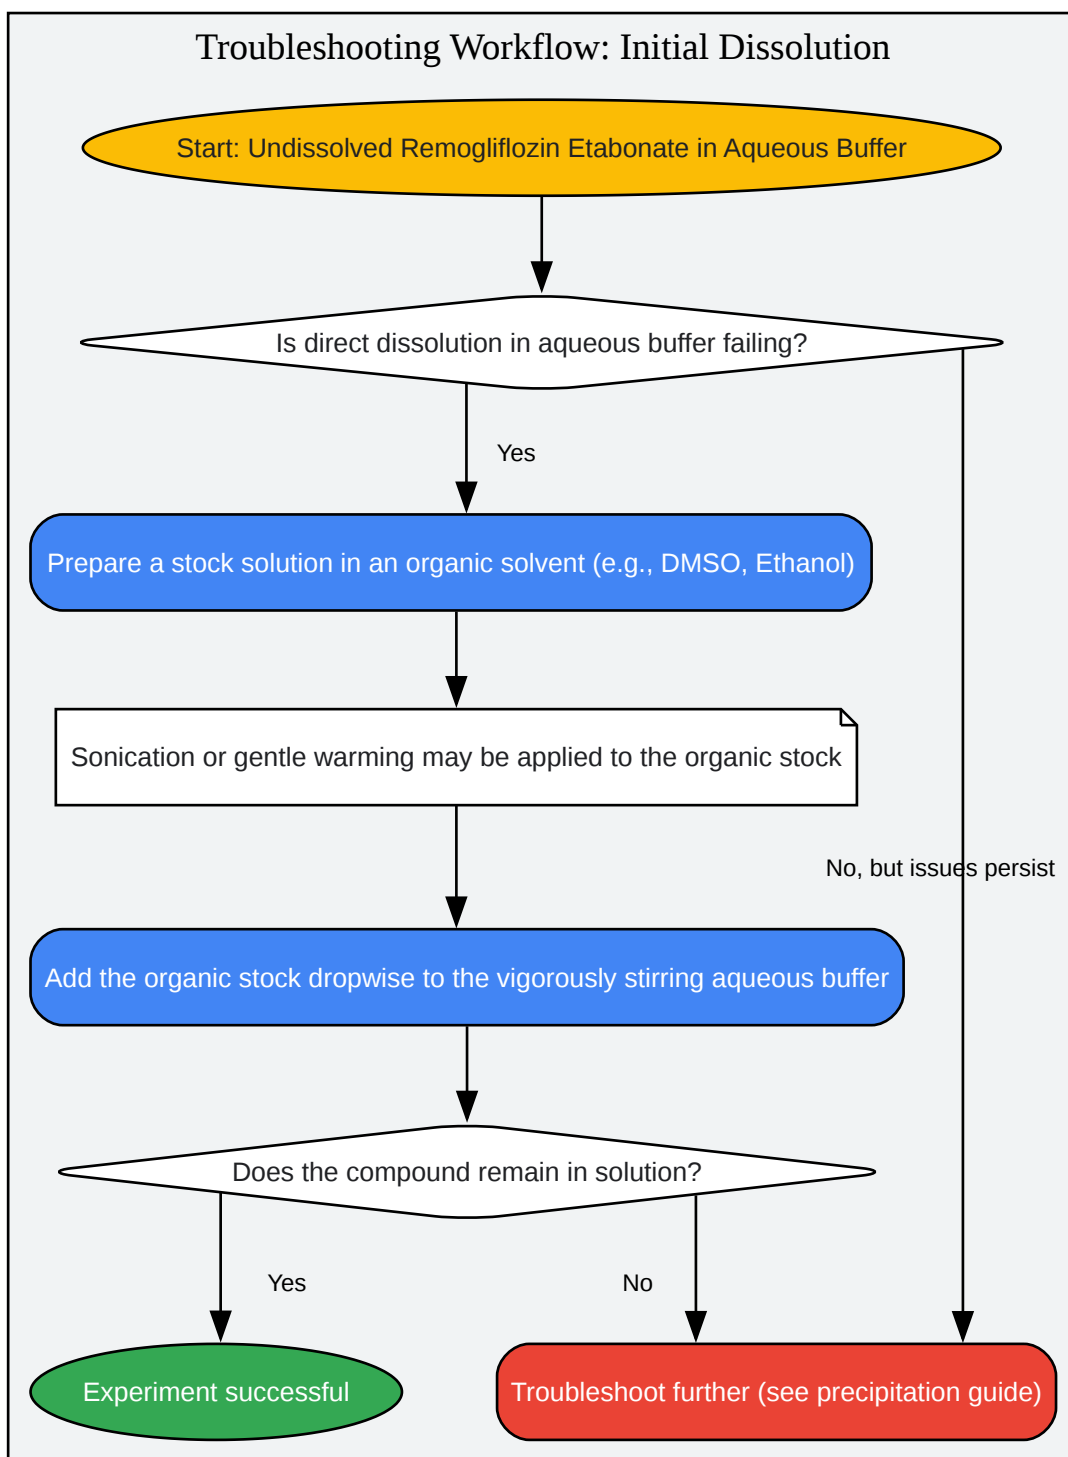 Troubleshooting Workflow: Initial Dissolution
Start: Undissolved Remogliflozin Etabonate in Aqueous Buffer
Is direct dissolution in aqueous buffer failing?
Yes
Prepare a stock solution in an organic solvent (e.g., DMSO, Ethanol)
Sonication or gentle warming may be applied to the organic stock
No, but issues persist
Add the organic stock dropwise to the vigorously stirring aqueous buffer
Does the compound remain in solution?
Yes
No
Experiment successful
Troubleshoot further (see precipitation guide)